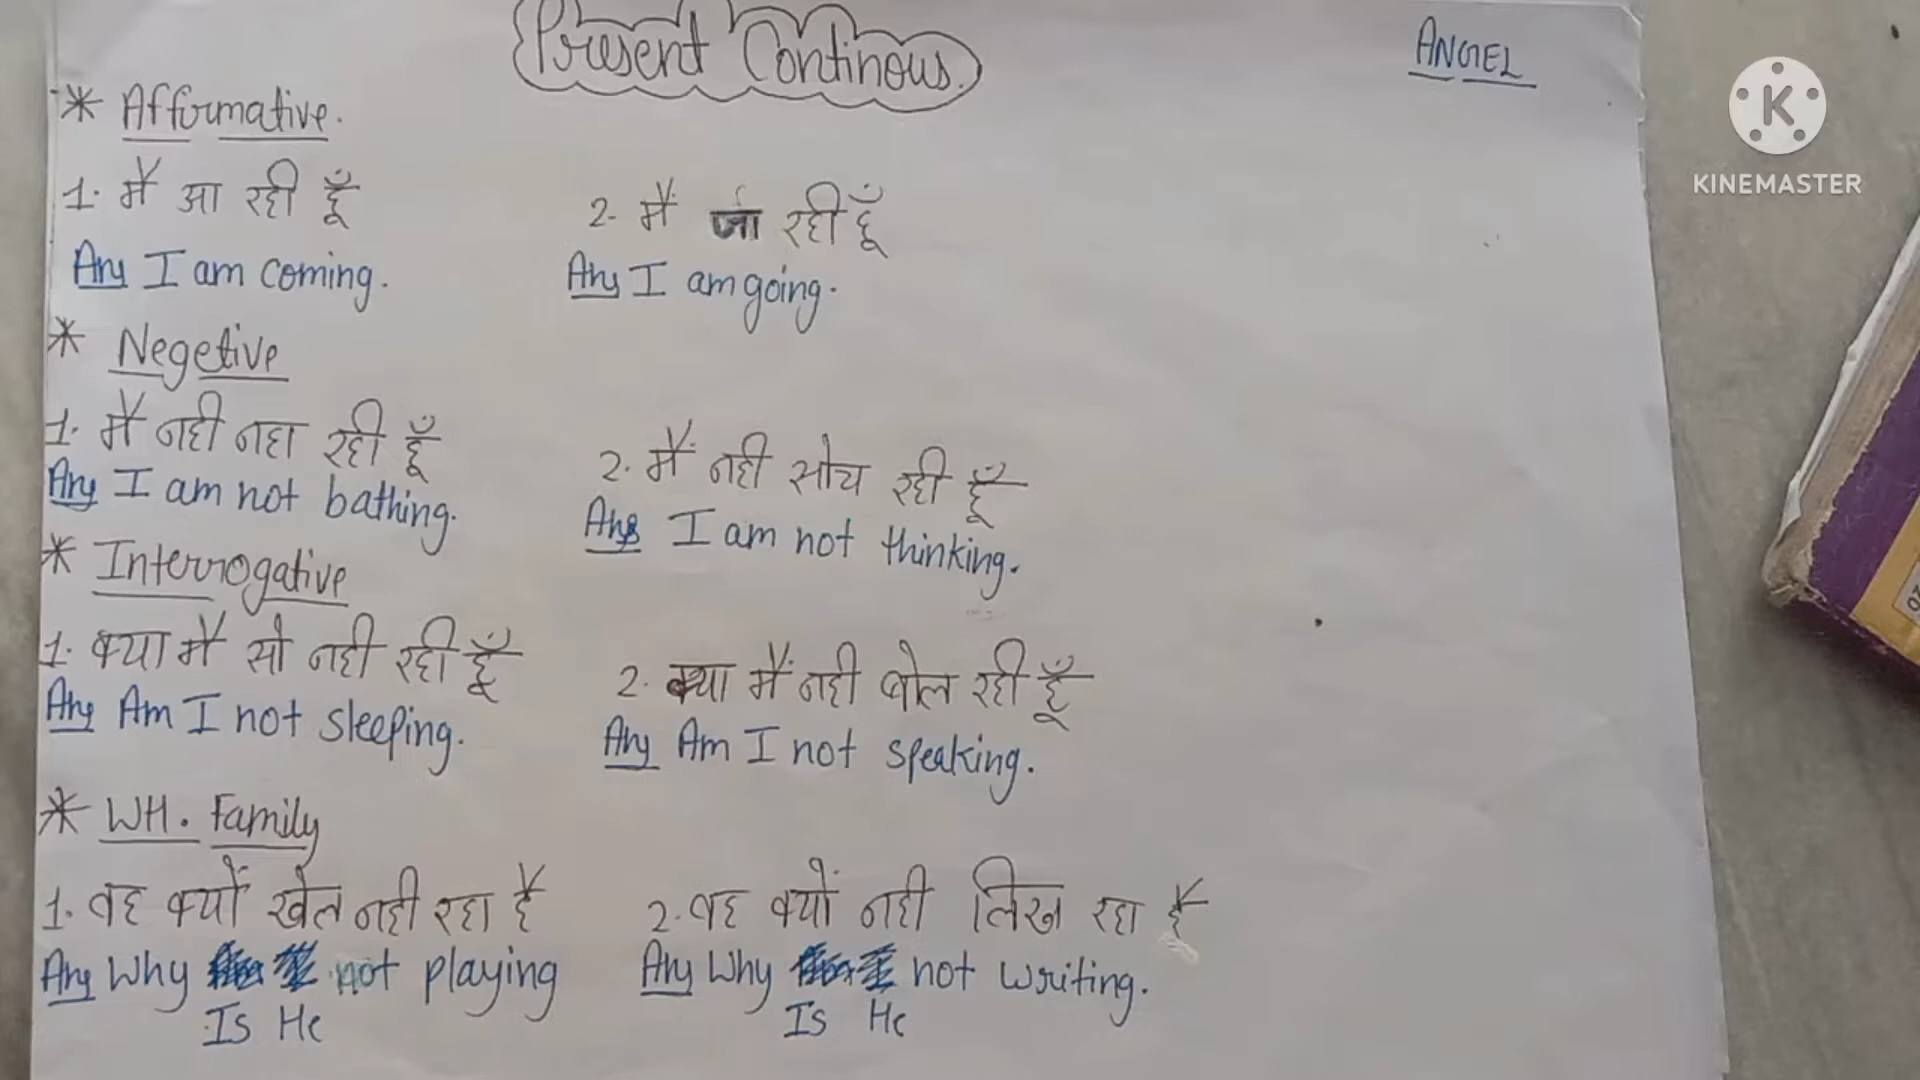 Present Continous.
ANGEL
KINEMASTER
* Affirmative.
1. मैं आ रही हूँ
2. मैं जा रही हूँ
Ans I am coming.
Ans I am going.
* Negetive
1. मैं नही नहा रही हूँ
2. मैं नही सोच रही हूँ
Ans I am not bathing.
Ans I am not thinking.
* Interrogative
1. क्या मैं सो नही रही हूँ
2. क्या मैं नही बोल रही हूँ
Ans Am I not sleeping.
Ans Am I not speaking.
* WH. Family
1. वह क्यों खेल नही रहा है
2. वह क्यों नही लिख रहा है
Ans Why not playing
Is He
Ans Why not writing.
Is He